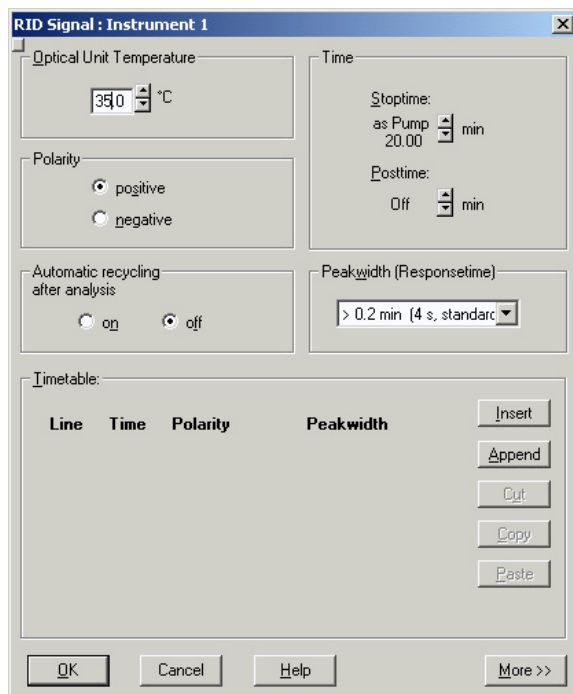 RID Signal : Instrument 1
Optical Unit Temperature
35.0 °C
Time
Stoptime:
as Pump
20.00 min
Posttime:
Off min
Polarity
positive
negative
Automatic recycling
after analysis
on off
Peakwidth (Responsetime)
> 0.2 min (4 s, standard
Timetable:
Line Time Polarity Peakwidth
Insert
Append
Cut
Copy
Paste
OK Cancel Help More >>